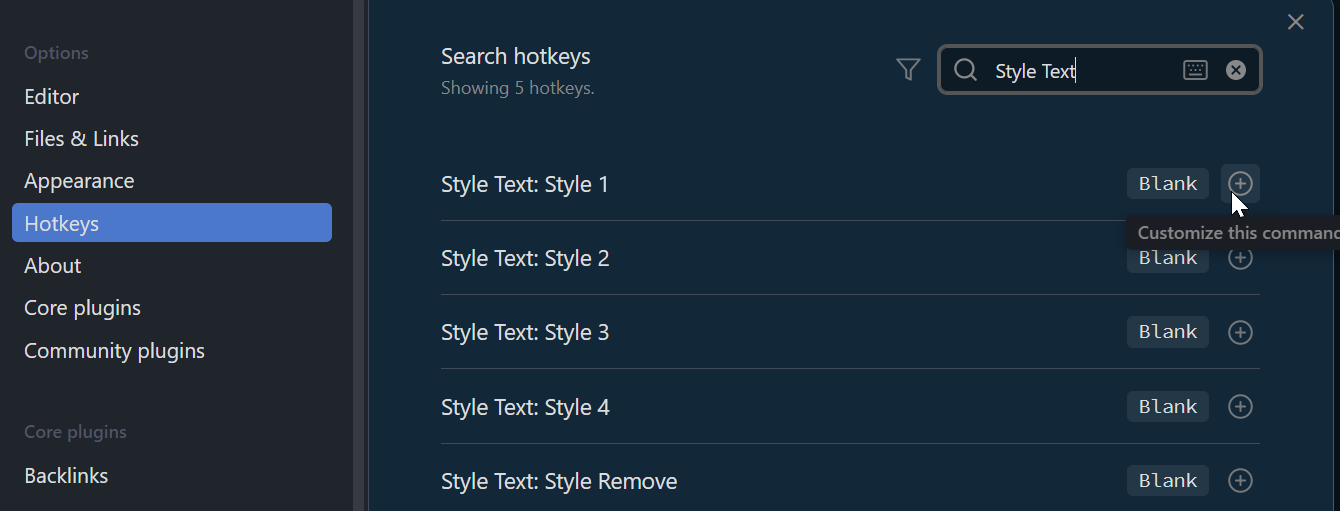 Options
Editor
Files & Links
Appearance
Hotkeys
About
Core plugins
Community plugins
Core plugins
Backlinks
Search hotkeys
Showing 5 hotkeys.
Style Text
Style Text: Style 1 Blank
Customize this command
Style Text: Style 2 Blank
Style Text: Style 3 Blank
Style Text: Style 4 Blank
Style Text: Style Remove Blank